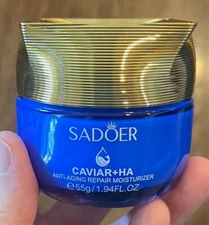 SADOER
CAVIAR+HA
ANTI-AGING REPAIR MOISTURIZER
℮55g/1.94FL.OZ